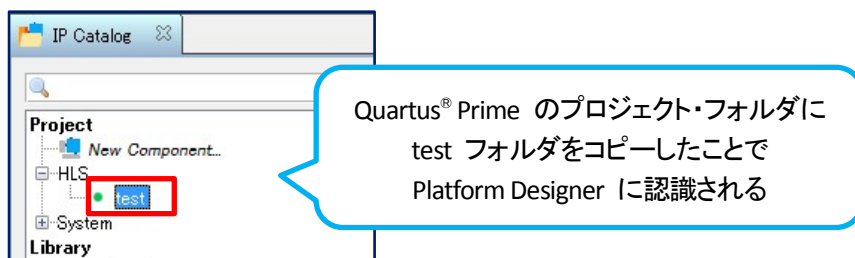 IP Catalog
Project
New Component...
HLS
test
System
Library
Quartus® Prime のプロジェクト・フォルダに
test フォルダをコピーしたことで
Platform Designer に認識される